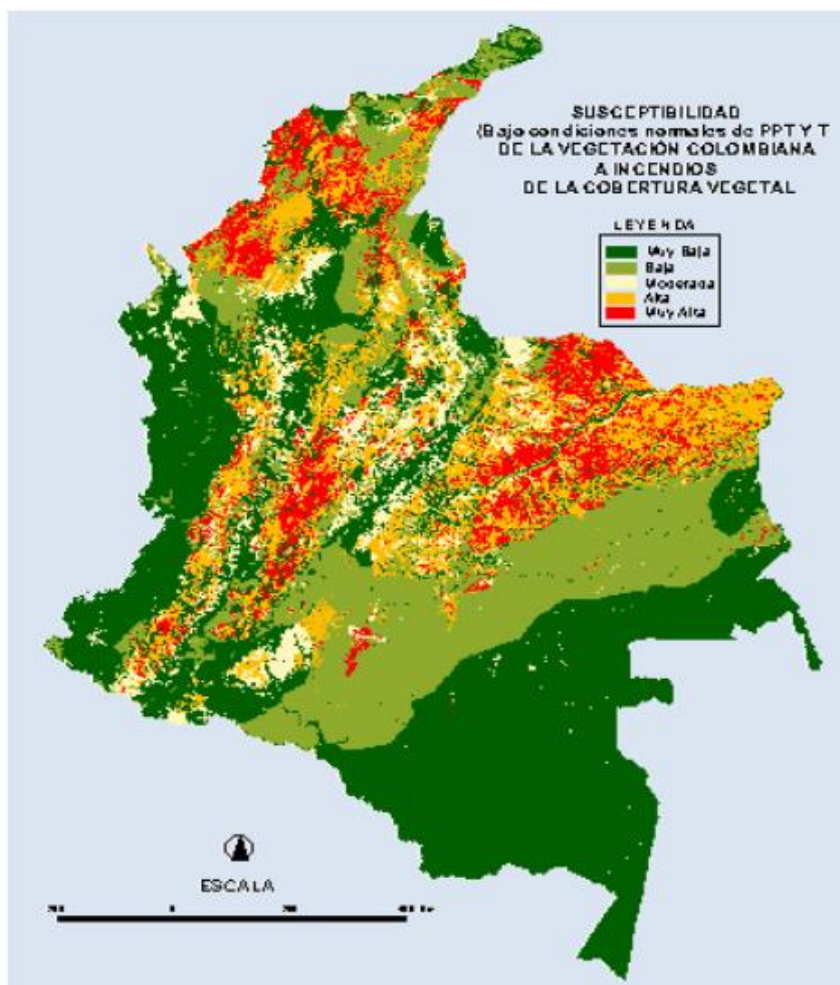 SUSCEPTIBILIDAD
(Bajo condiciones normales de PPT Y T
DE LA VEGETACIÓN COLOMBIANA
A INCENDIOS
DE LA COBERTURA VEGETAL
LEYENDA
Muy Baja
Baja
Moderada
Alta
Muy Alta
ESCALA
0